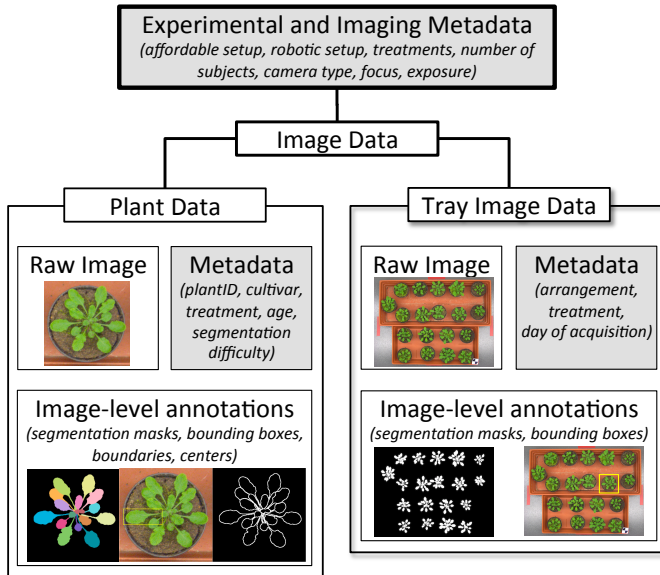 Experimental and Imaging Metadata
(affordable setup, robotic setup, treatments, number of
subjects, camera type, focus, exposure)
Image Data
Plant Data
Raw Image
Metadata
(plantID, cultivar,
treatment, age,
segmentation
difficulty)
Image-level annotations
(segmentation masks, bounding boxes,
boundaries, centers)
Tray Image Data
Raw Image
Metadata
(arrangement,
treatment,
day of acquisition)
Image-level annotations
(segmentation masks, bounding boxes)